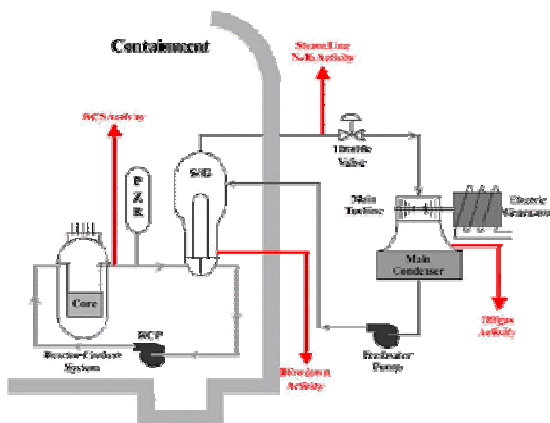 Containment
Steam Line
N-16 Activity
RCS Activity
P
Z
R
S/G
Throttle
Valve
Main
Turbine
Electric
Generator
Main
Condenser
Core
RCP
Reactor Coolant
System
Feedwater
Pump
Blowdown
Activity
Offgas
Activity